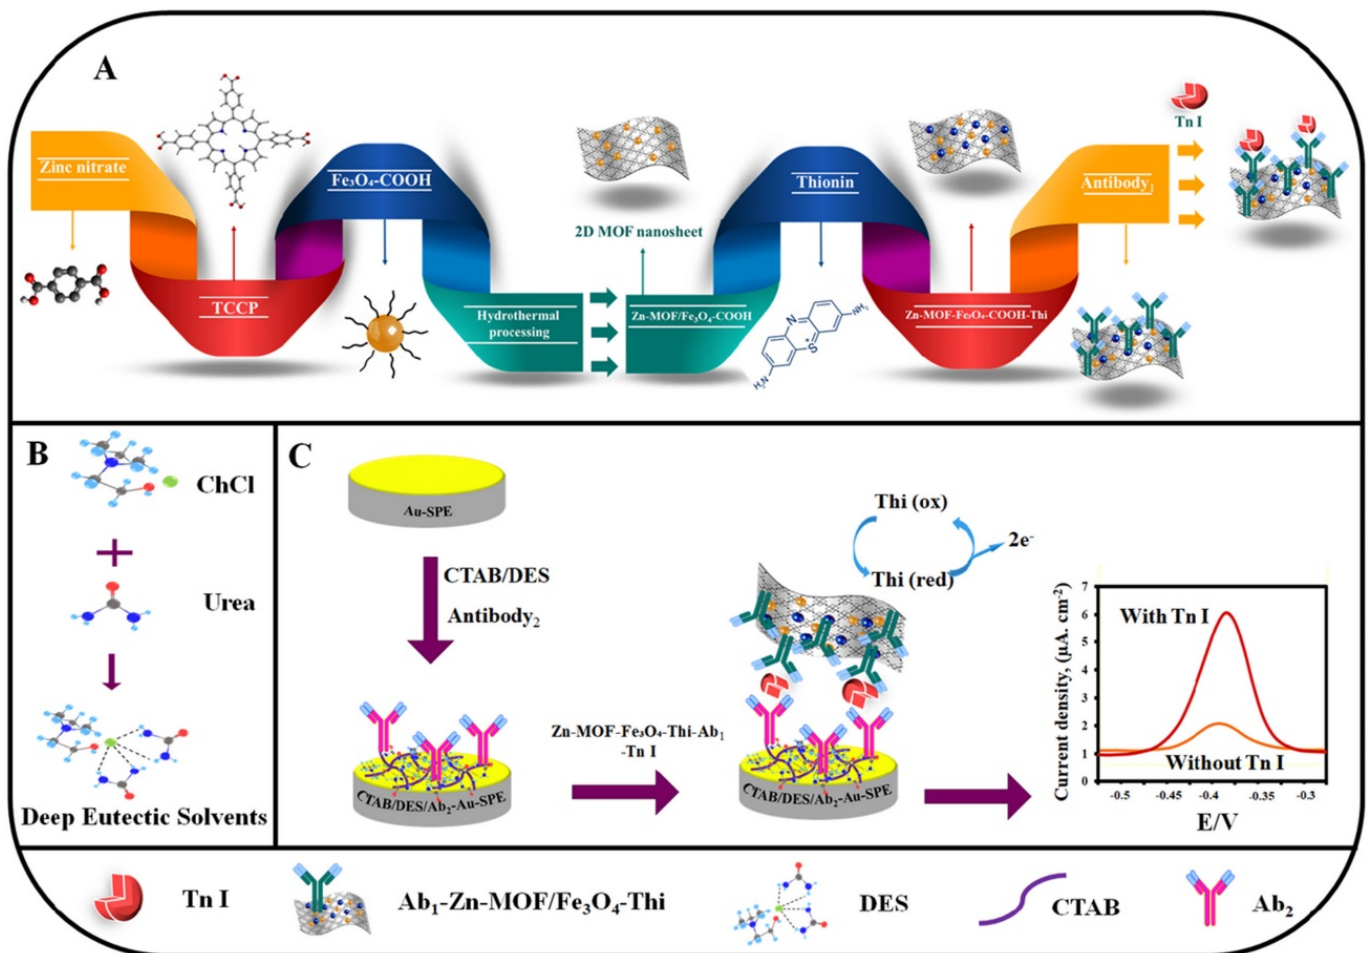 A
Zinc nitrate
TCCP
Fe₃O₄-COOH
Hydrothermal
processing
2D MOF nanosheet
Zn-MOF/Fe₃O₄-COOH
Thionin
N
S
+
NH₂
H₂N
Zn-MOF-Fe₃O₄-COOH-Thi
Antibody₁
Tn I
B
ChCl
+
Urea
Deep Eutectic Solvents
C
Au-SPE
CTAB/DES
Antibody₂
CTAB/DES/Ab₂-Au-SPE
Zn-MOF-Fe₃O₄-Thi-Ab₁
-Tn I
Thi (ox)
Thi (red)
2e⁻
CTAB/DES/Ab₂-Au-SPE
Current density, (µA. cm⁻²)
7
6
5
4
3
2
1
0
With Tn I
Without Tn I
-0.5
-0.45
-0.4
-0.35
-0.3
E/V
Tn I
Ab₁-Zn-MOF/Fe₃O₄-Thi
DES
CTAB
Ab₂